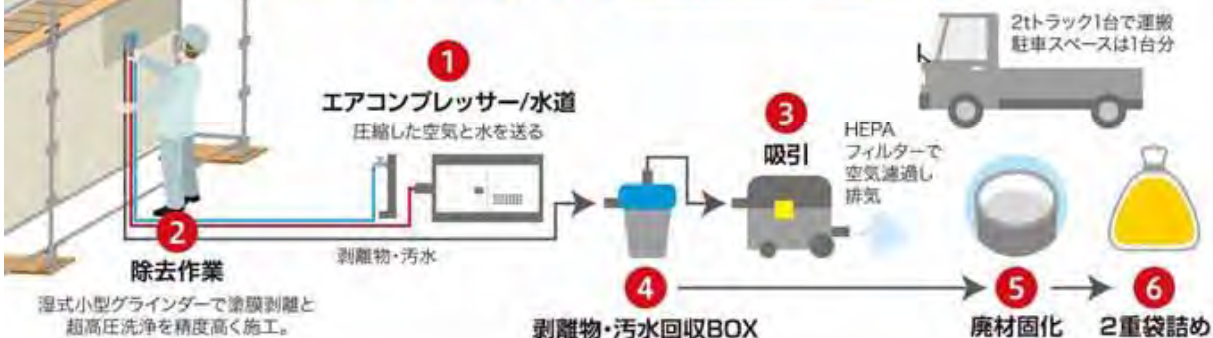 2tトラック1台で運搬
駐車スペースは1台分
1
エアコンプレッサー/水道
圧縮した空気と水を送る
3
吸引
HEPA
フィルターで
空気濾過し
排気
2
除去作業
湿式小型グラインダーで塗膜剥離と
超高圧洗浄を精度高く施工。
剥離物・汚水
4
剥離物・汚水回収BOX
5
廃材固化
6
2重袋詰め